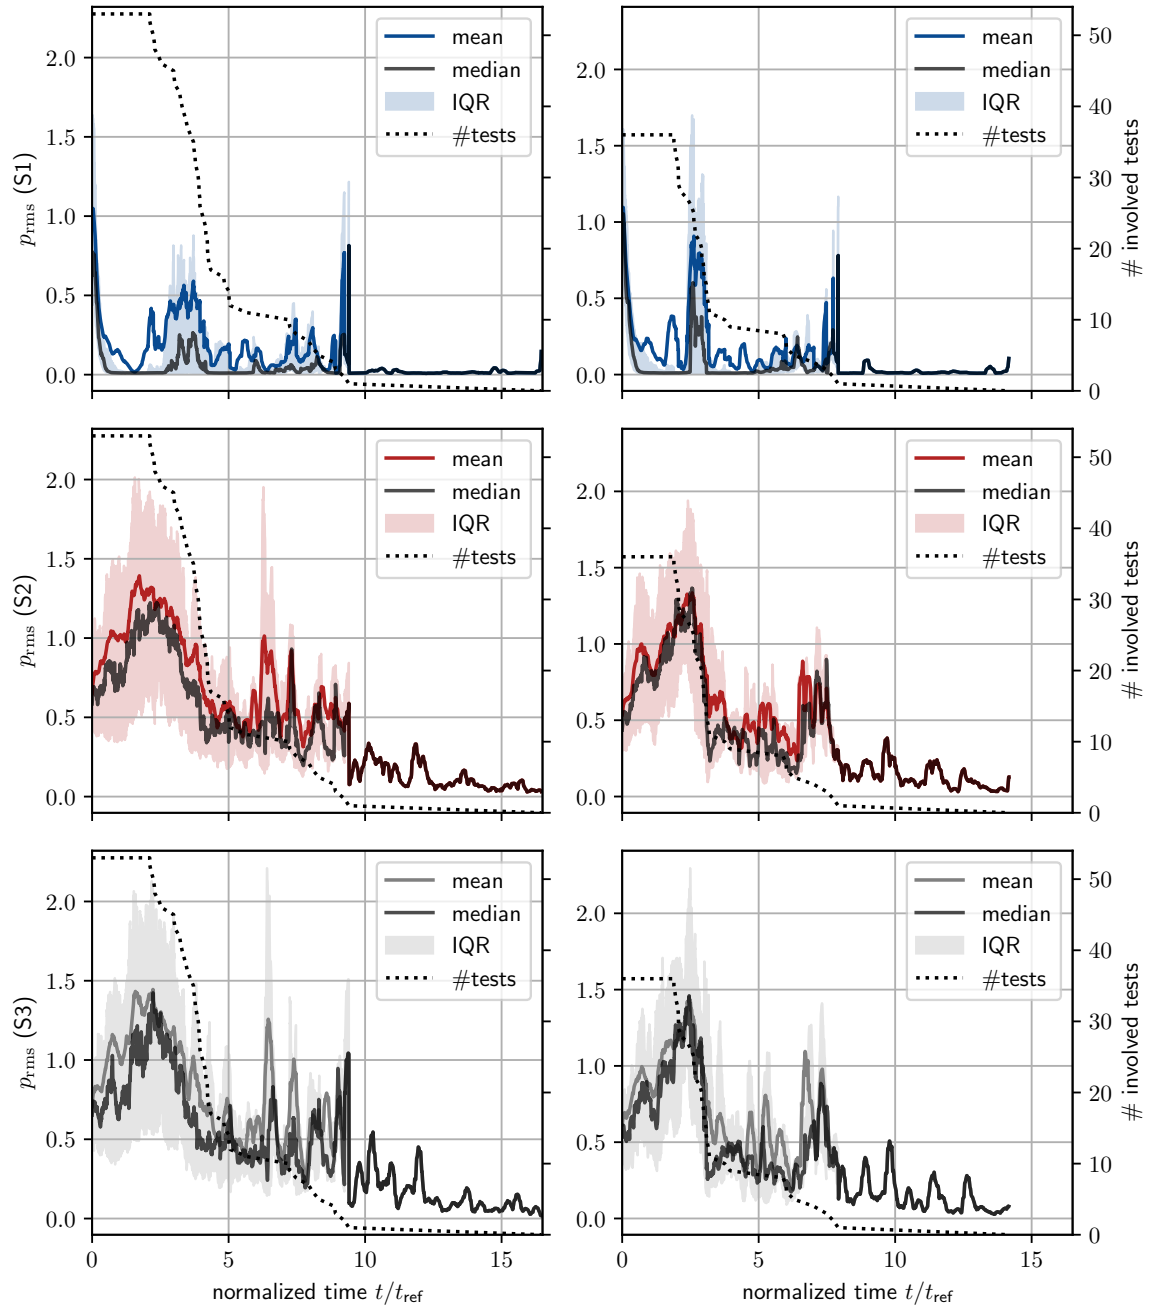 2.0
1.5
1.0
0.5
0.0
p_rms (S1)
mean
median
IQR
#tests
2.0
1.5
1.0
0.5
0.0
mean
median
IQR
#tests
50
40
30
20
10
0
# involved tests
2.0
1.5
1.0
0.5
0.0
p_rms (S2)
mean
median
IQR
#tests
2.0
1.5
1.0
0.5
0.0
mean
median
IQR
#tests
50
40
30
20
10
0
# involved tests
2.0
1.5
1.0
0.5
0.0
p_rms (S3)
mean
median
IQR
#tests
0 5 10 15
normalized time t/t_ref
2.0
1.5
1.0
0.5
0.0
mean
median
IQR
#tests
50
40
30
20
10
0
# involved tests
0 5 10 15
normalized time t/t_ref